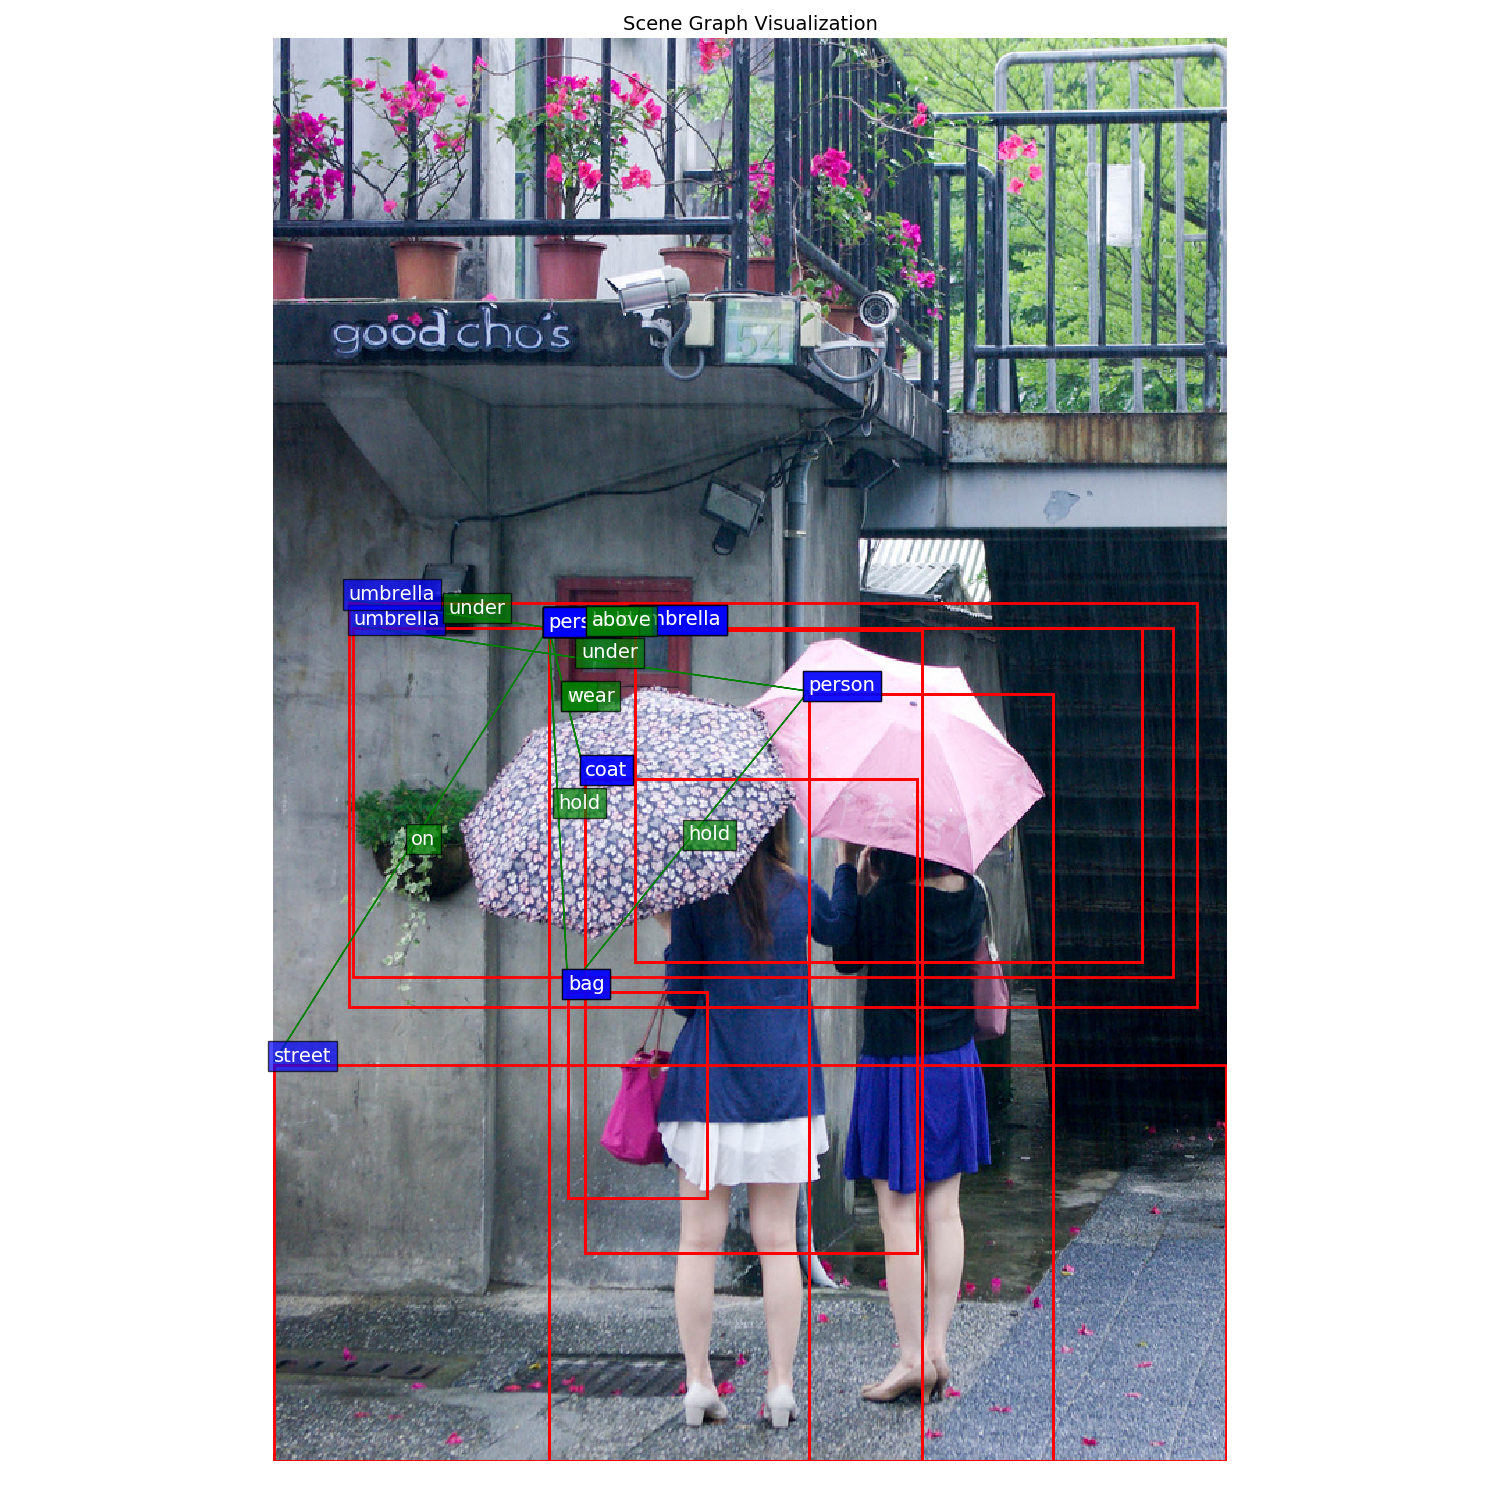 Scene Graph Visualization
good cho's
54
umbrella
under
umbrella
pers
above
mbrella
under
person
wear
coat
hold
hold
on
bag
street